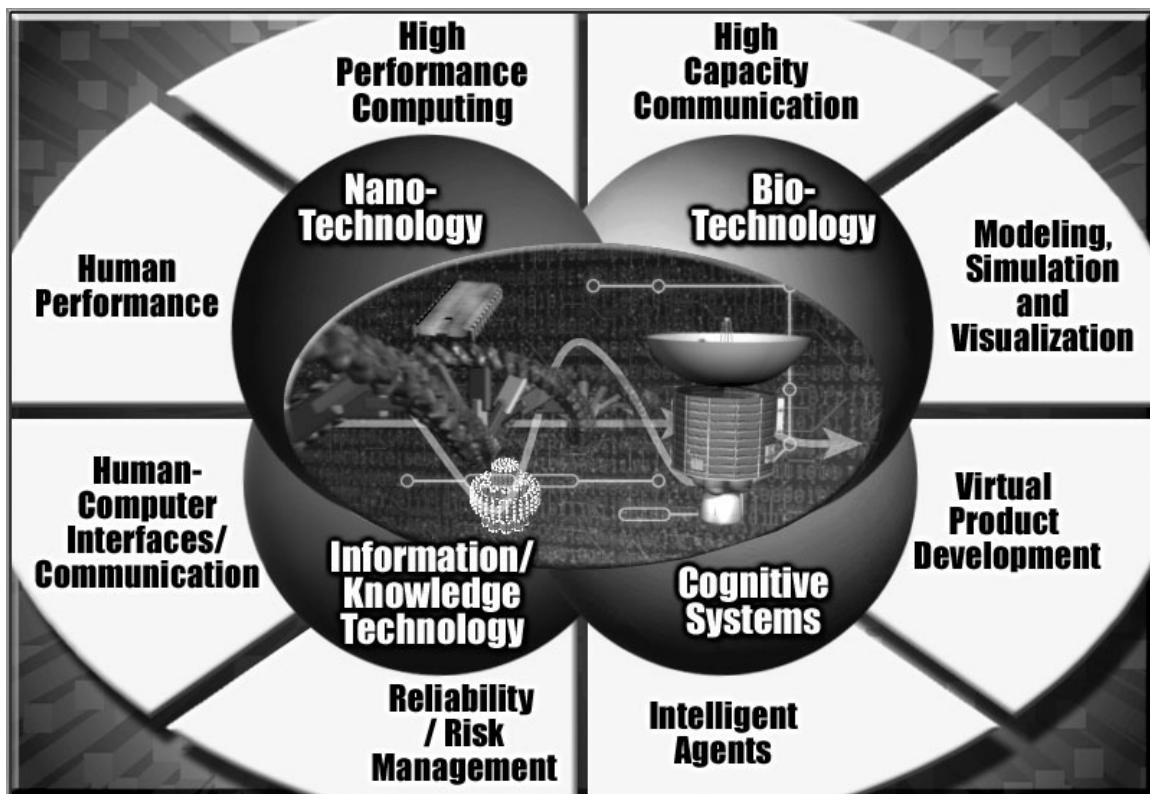 High
Performance
Computing
High
Capacity
Communication
Nano-
Technology
Bio-
Technology
Human
Performance
Modeling,
Simulation
and
Visualization
Human-
Computer
Interfaces/
Communication
Virtual
Product
Development
Information/
Knowledge
Technology
Cognitive
Systems
Reliability
/ Risk
Management
Intelligent
Agents